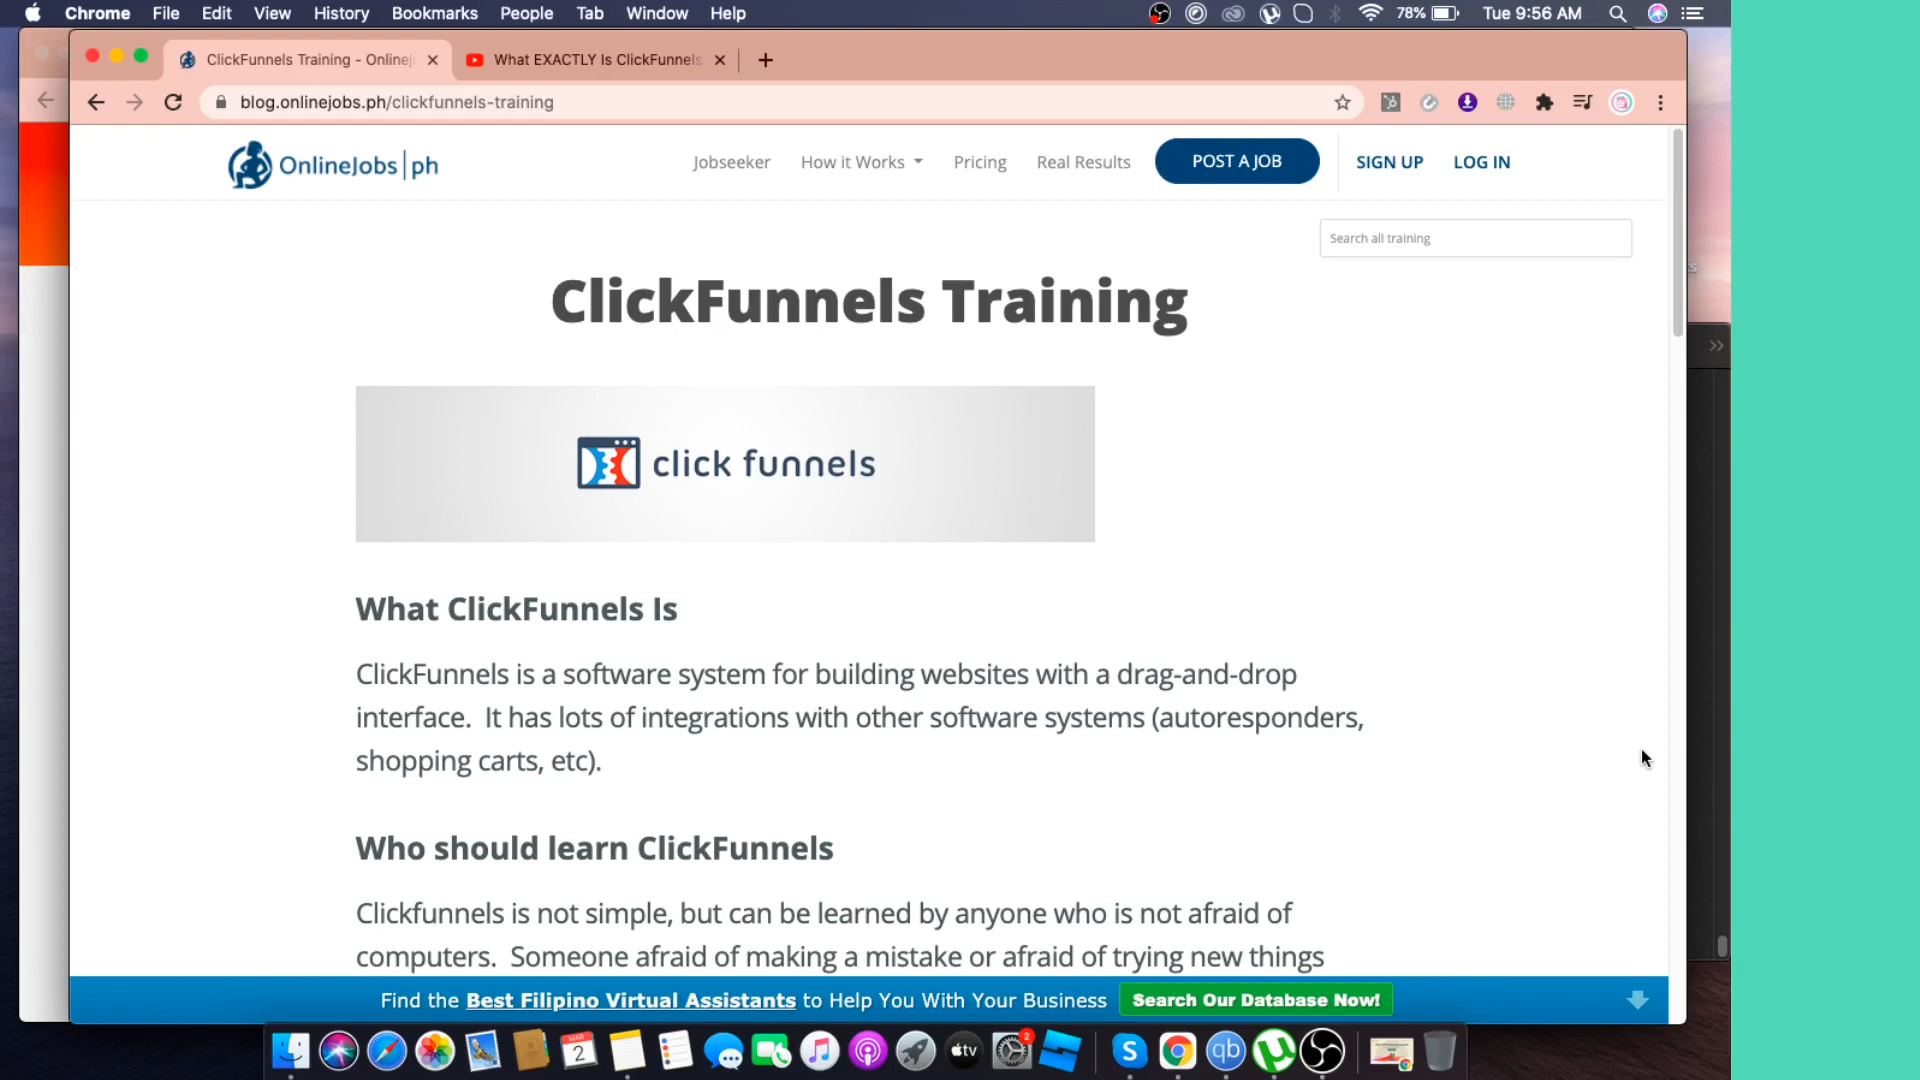 Chrome File Edit View History Bookmarks People Tab Window Help 78% Tue 9:56 AM
ClickFunnels Training - Onlinej
What EXACTLY Is ClickFunnels
blog.onlinejobs.ph/clickfunnels-training
OnlineJobs|ph
Jobseeker How it Works Pricing Real Results POST A JOB SIGN UP LOG IN
Search all training
ClickFunnels Training
click funnels
What ClickFunnels Is
ClickFunnels is a software system for building websites with a drag-and-drop
interface. It has lots of integrations with other software systems (autoresponders,
shopping carts, etc).
Who should learn ClickFunnels
Clickfunnels is not simple, but can be learned by anyone who is not afraid of
computers. Someone afraid of making a mistake or afraid of trying new things
Find the Best Filipino Virtual Assistants to Help You With Your Business Search Our Database Now!
MAR
2
tv
2
S
qb